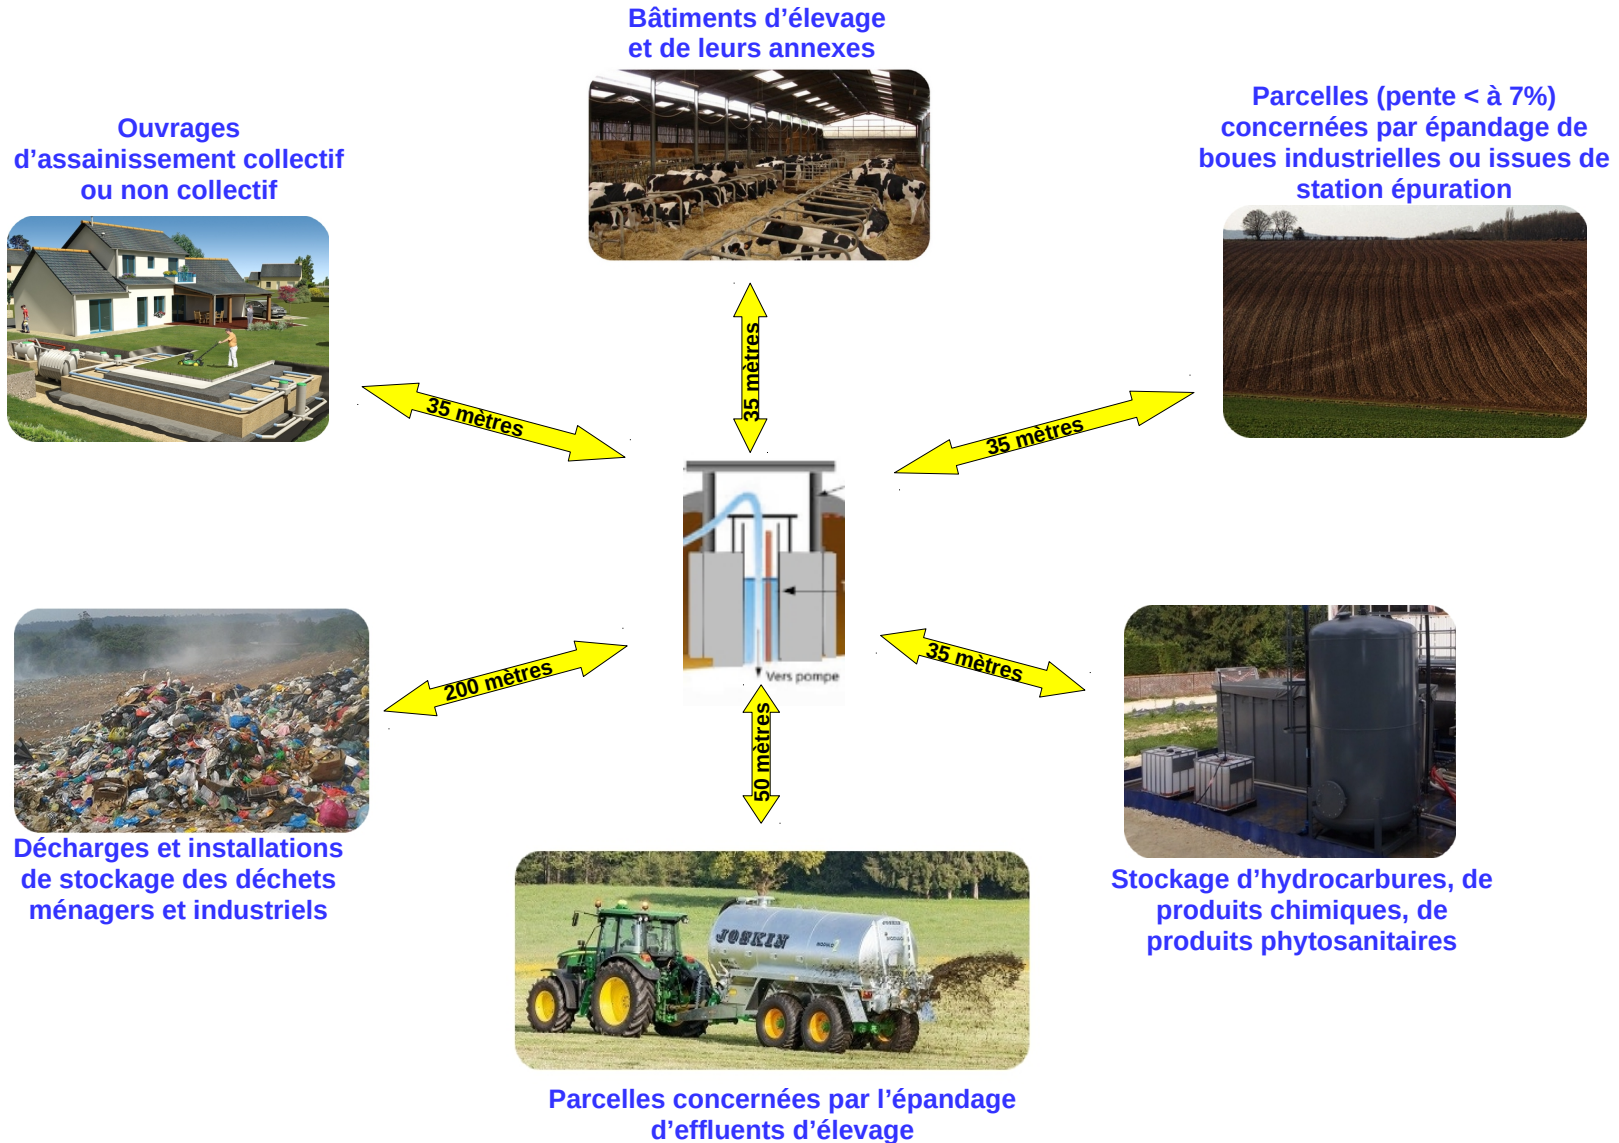 Bâtiments d’élevage
et de leurs annexes
Ouvrages
d’assainissement collectif
ou non collectif
Parcelles (pente < à 7%)
concernées par épandage de
boues industrielles ou issues de
station épuration
35 mètres
35 mètres
35 mètres
200 mètres
35 mètres
Vers pompe
50 mètres
Décharges et installations
de stockage des déchets
ménagers et industriels
Stockage d’hydrocarbures, de
produits chimiques, de
produits phytosanitaires
JOSKIN
Parcelles concernées par l’épandage
d’effluents d’élevage